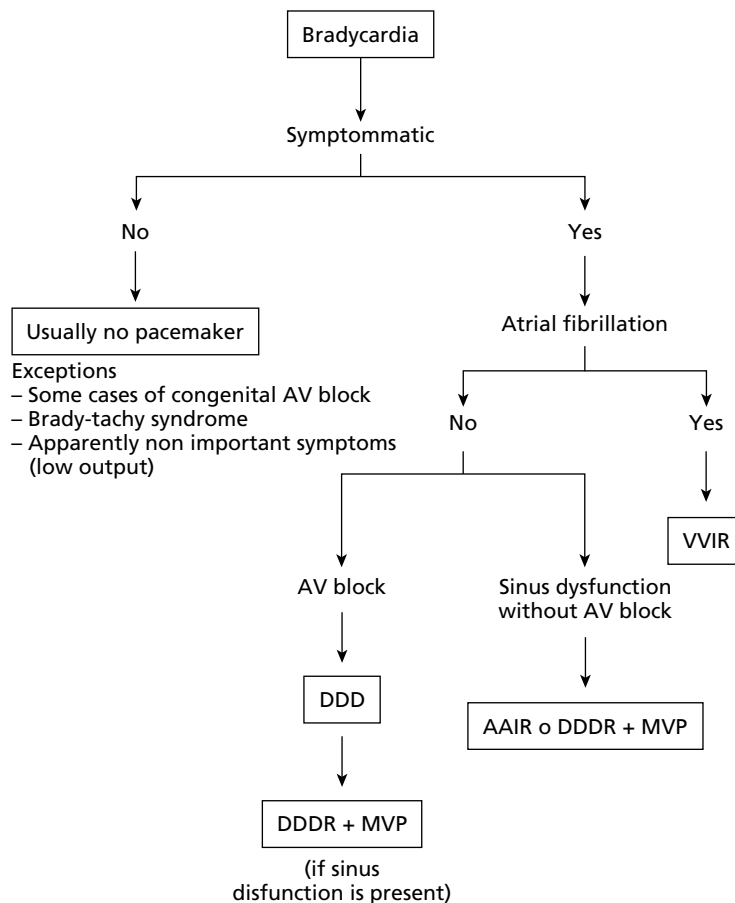 Bradycardia
Symptommatic
No
Yes
Usually no pacemaker
Exceptions
– Some cases of congenital AV block
– Brady-tachy syndrome
– Apparently non important symptoms
(low output)
Atrial fibrillation
No
Yes
VVIR
AV block
Sinus dysfunction
without AV block
DDD
AAIR o DDDR + MVP
DDDR + MVP
(if sinus
disfunction is present)